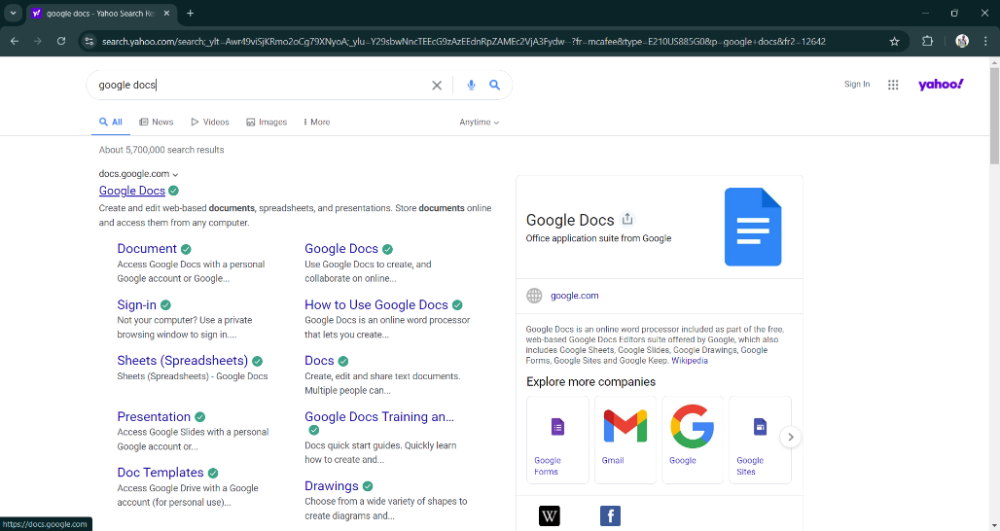 google docs - Yahoo Search Re
search.yahoo.com/search;_ylt=Awr49viSjKRmo2oCg79XNyoA;_ylu=Y29sbwNncTEEcG9zAzEEdnRpZAMEc2VjA3Fydw--?fr=mcafee&type=E210US885G0&p=google+docs&fr2=12642
google docs
Sign In
yahoo!
All News Videos Images More Anytime
About 5,700,000 search results
docs.google.com
Google Docs
Create and edit web-based documents, spreadsheets, and presentations. Store documents online
and access them from any computer.
Document
Access Google Docs with a personal
Google account or Google...
Google Docs
Use Google Docs to create, and
collaborate on online...
Sign-in
Not your computer? Use a private
browsing window to sign in....
How to Use Google Docs
Google Docs is an online word processor
that lets you create...
Sheets (Spreadsheets)
Sheets (Spreadsheets) - Google Docs
Docs
Create, edit and share text documents.
Multiple people can...
Presentation
Access Google Slides with a personal
Google account or...
Google Docs Training an...
Docs quick start guides. Quickly learn
how to create and...
Doc Templates
Access Google Drive with a Google
account (for personal use)...
Drawings
Choose from a wide variety of shapes to
create diagrams and...
Google Docs
Office application suite from Google
google.com
Google Docs is an online word processor included as part of the free,
web-based Google Docs Editors suite offered by Google, which also
includes Google Sheets, Google Slides, Google Drawings, Google
Forms, Google Sites and Google Keep. Wikipedia
Explore more companies
Google
Forms
Gmail
Google
Google
Sites
W
f
https://docs.google.com